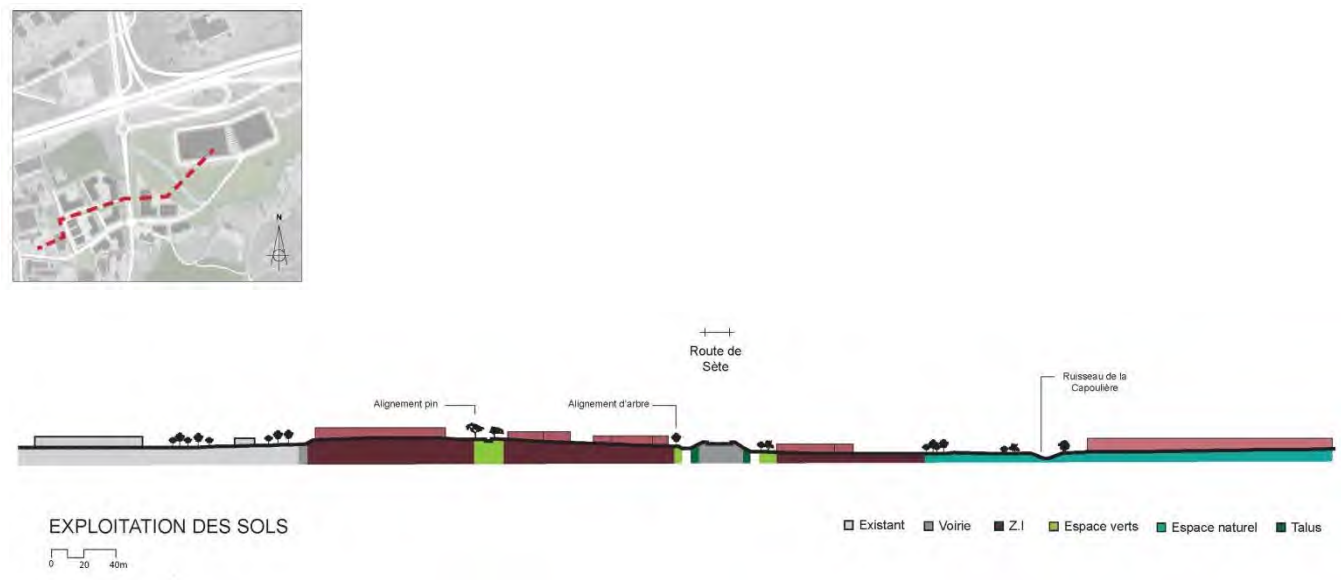 N
Route de
Sète
Ruisseau de la
Capoulière
Alignement pin
Alignement d'arbre
EXPLOITATION DES SOLS
Existant Voirie Z.I Espace verts Espace naturel Talus
0 20 40m